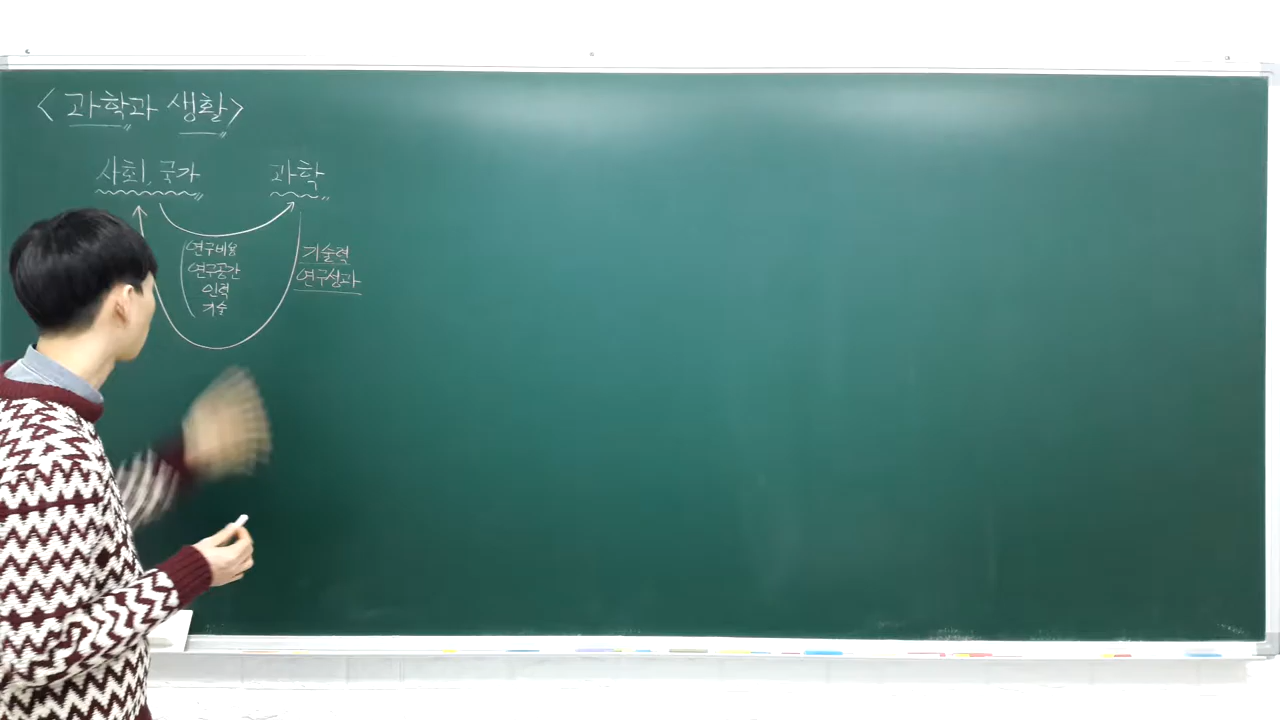 <과학과 생활>
사회, 국가
과학
연구비용
연구공간
인력
기술
기술력
연구성과